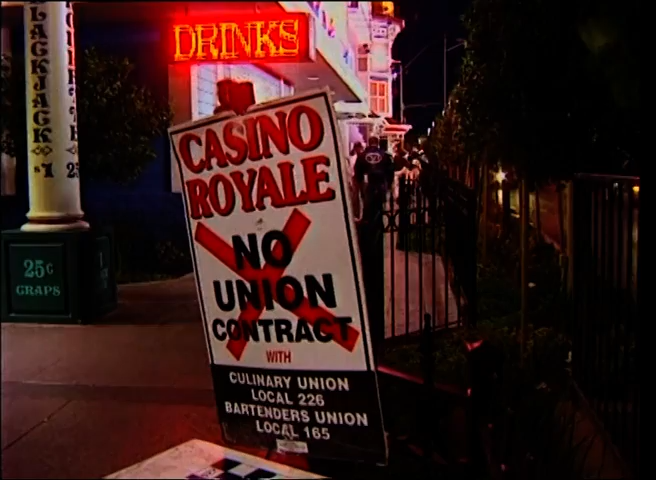 DRINKS
BLACKJACK
$1
25¢
CRAPS
CASINO
ROYALE
NO
UNION
CONTRACT
WITH
CULINARY UNION
LOCAL 226
BARTENDERS UNION
LOCAL 165